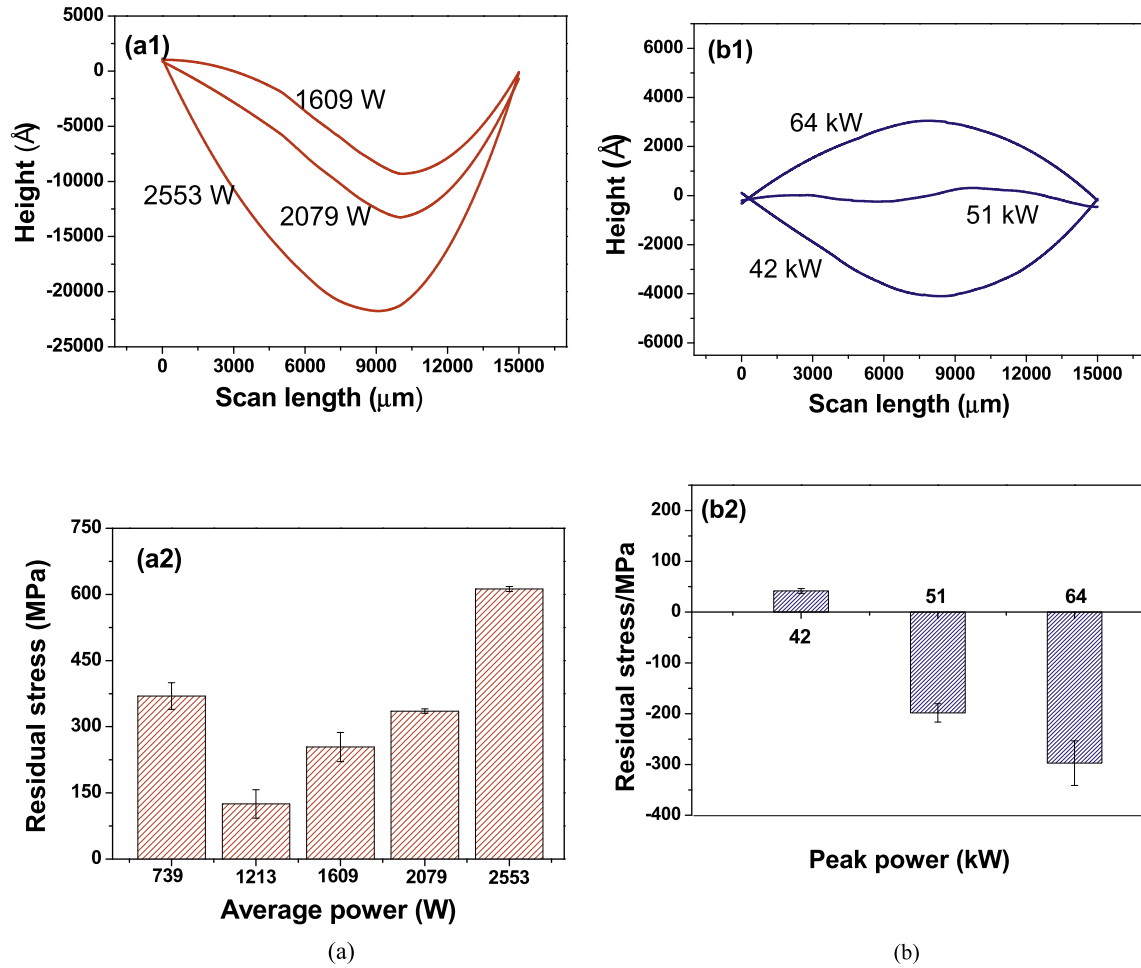 (a1)
5000
0
-5000
-10000
-15000
-20000
-25000
Height (Å)
1609 W
2079 W
2553 W
0 3000 6000 9000 12000 15000
Scan length (μm)
(b1)
6000
4000
2000
0
-2000
-4000
-6000
Height (Å)
64 kW
51 kW
42 kW
0 3000 6000 9000 12000 15000
Scan length (μm)
(a2)
750
600
450
300
150
0
Residual stress (MPa)
739 1213 1609 2079 2553
Average power (W)
(a)
(b2)
200
100
0
-100
-200
-300
-400
Residual stress/MPa
51 64
42
Peak power (kW)
(b)